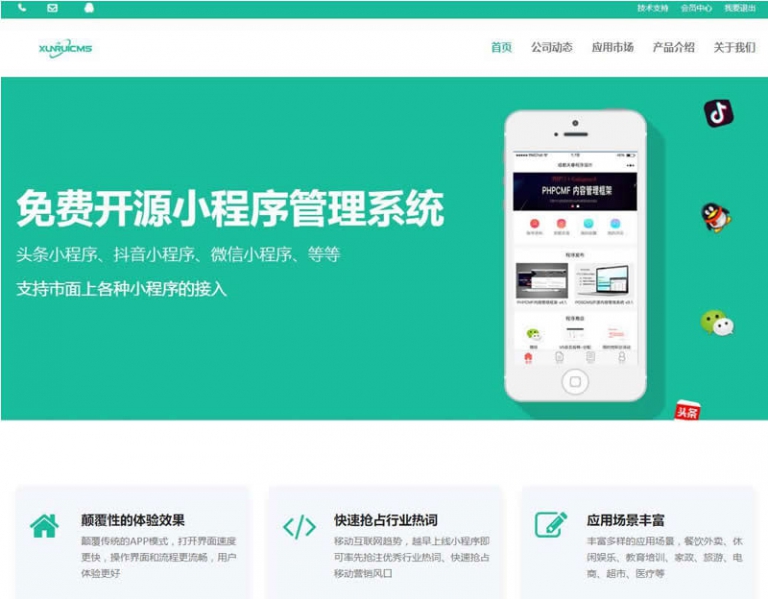 技术支持 会员中心 我要退出
XUNRUICMS
首页 公司动态 应用市场 产品介绍 关于我们
免费开源小程序管理系统
头条小程序、抖音小程序、微信小程序、等等
支持市面上各种小程序的接入
PHPCMF 内容管理框架
程序发布
程序商店
头条
颠覆性的体验效果
颠覆传统的APP模式，打开界面速度
更快，操作界面和流程更流畅，用户
体验更好
快速抢占行业热词
移动互联网趋势，越早上线小程序即
可率先抢注优秀行业热词、快速抢占
移动营销风口
应用场景丰富
丰富多样的应用场景，餐饮外卖、休
闲娱乐、教育培训、家政、旅游、电
商、超市、医疗等